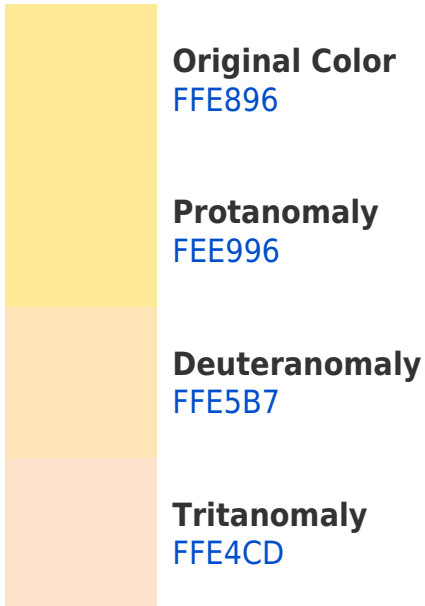 Original Color
FFE896
Protanomaly
FEE996
Deuteranomaly
FFE5B7
Tritanomaly
FFE4CD